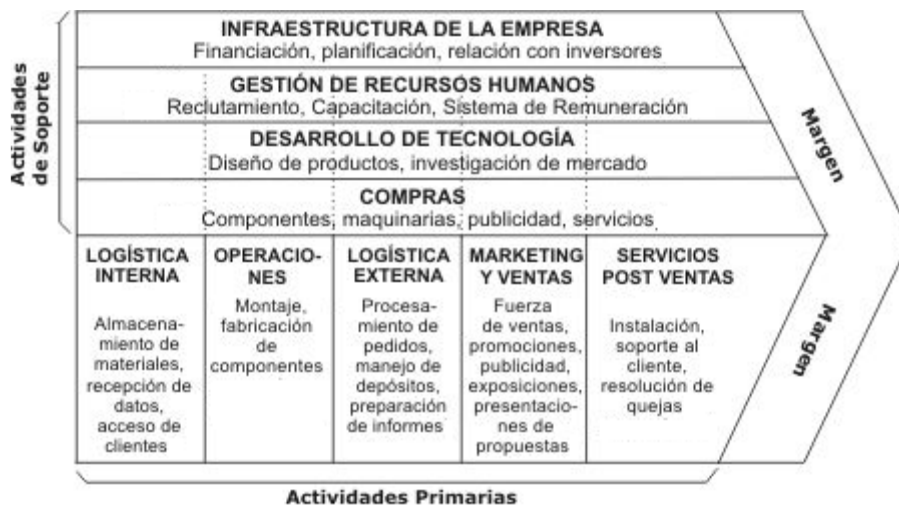 Actividades
de Soporte
INFRAESTRUCTURA DE LA EMPRESA
Financiación, planificación, relación con inversores
GESTIÓN DE RECURSOS HUMANOS
Reclutamiento, Capacitación, Sistema de Remuneración
DESARROLLO DE TECNOLOGÍA
Diseño de productos, investigación de mercado
COMPRAS
Componentes, maquinarias, publicidad, servicios
LOGÍSTICA
INTERNA
Almacena-
miento de
materiales,
recepción de
datos,
acceso de
clientes
OPERACIO-
NES
Montaje,
fabricación
de
componentes
LOGÍSTICA
EXTERNA
Procesa-
miento de
pedidos,
manejo de
depósitos,
preparación
de informes
MARKETING
Y VENTAS
Fuerza
de ventas,
promociones,
publicidad,
exposiciones,
presentacio-
nes de
propuestas
SERVICIOS
POST VENTAS
Instalación,
soporte al
cliente,
resolución de
quejas
Margen
Margen
Actividades Primarias